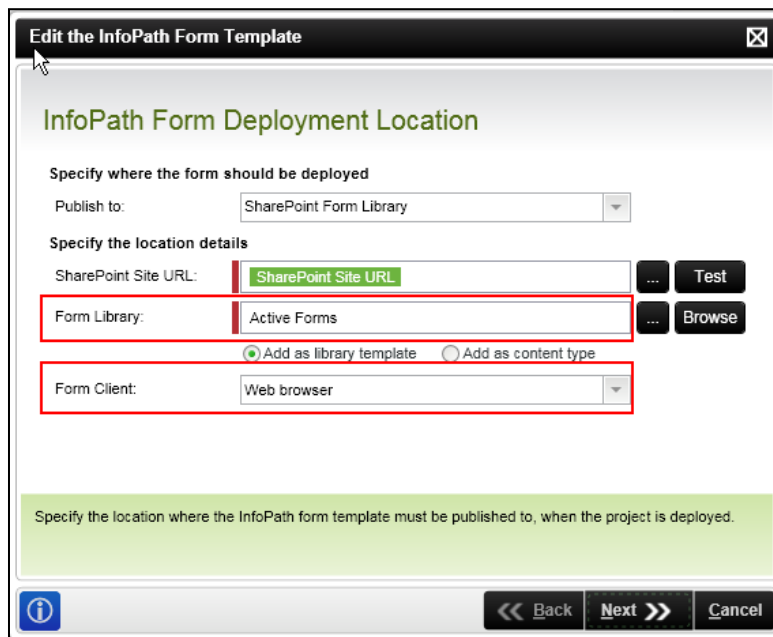 Edit the InfoPath Form Template
InfoPath Form Deployment Location
Specify where the form should be deployed
Publish to: SharePoint Form Library
Specify the location details
SharePoint Site URL: SharePoint Site URL ... Test
Form Library: Active Forms ... Browse
Add as library template Add as content type
Form Client: Web browser
Specify the location where the InfoPath form template must be published to, when the project is deployed.
Back Next Cancel